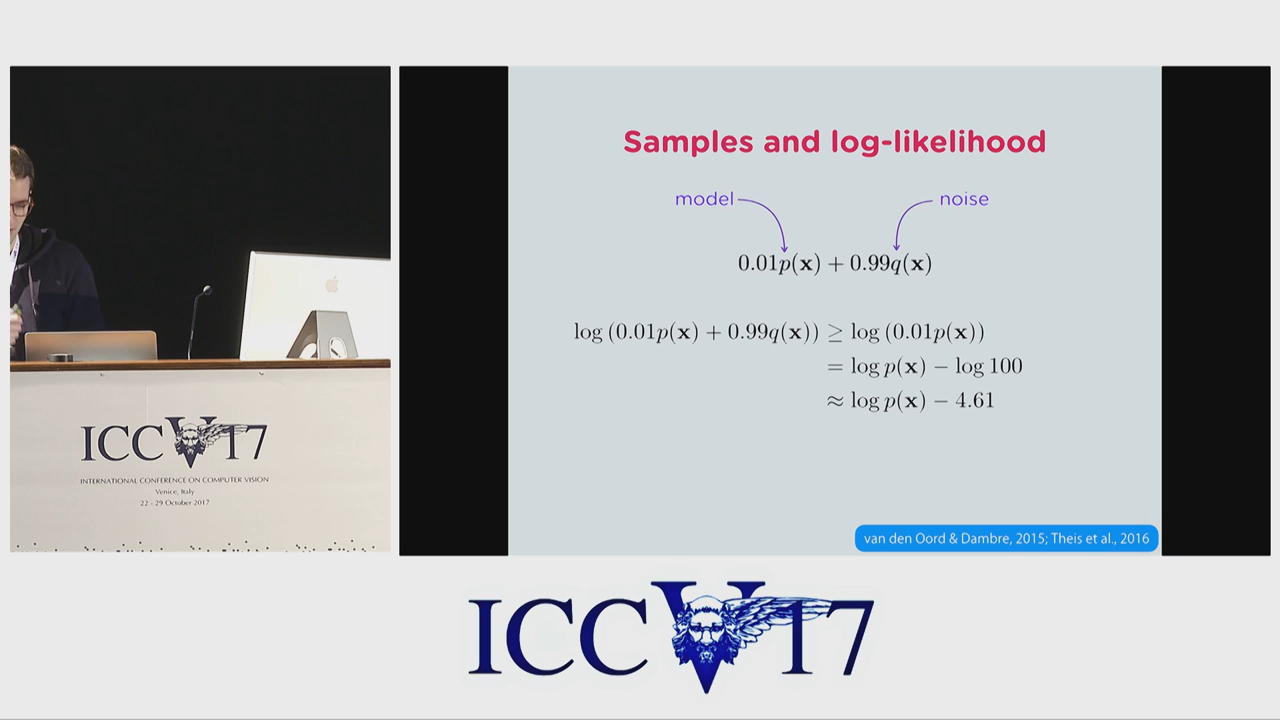 Samples and log-likelihood
model
noise
0.01p(x) + 0.99q(x)
log (0.01p(x) + 0.99q(x)) ≥ log (0.01p(x))
= log p(x) − log 100
≈ log p(x) − 4.61
van den Oord & Dambre, 2015; Theis et al., 2016
ICCV17
INTERNATIONAL CONFERENCE ON COMPUTER VISION
Venice, Italy
22 - 29 October 2017
ICCV17